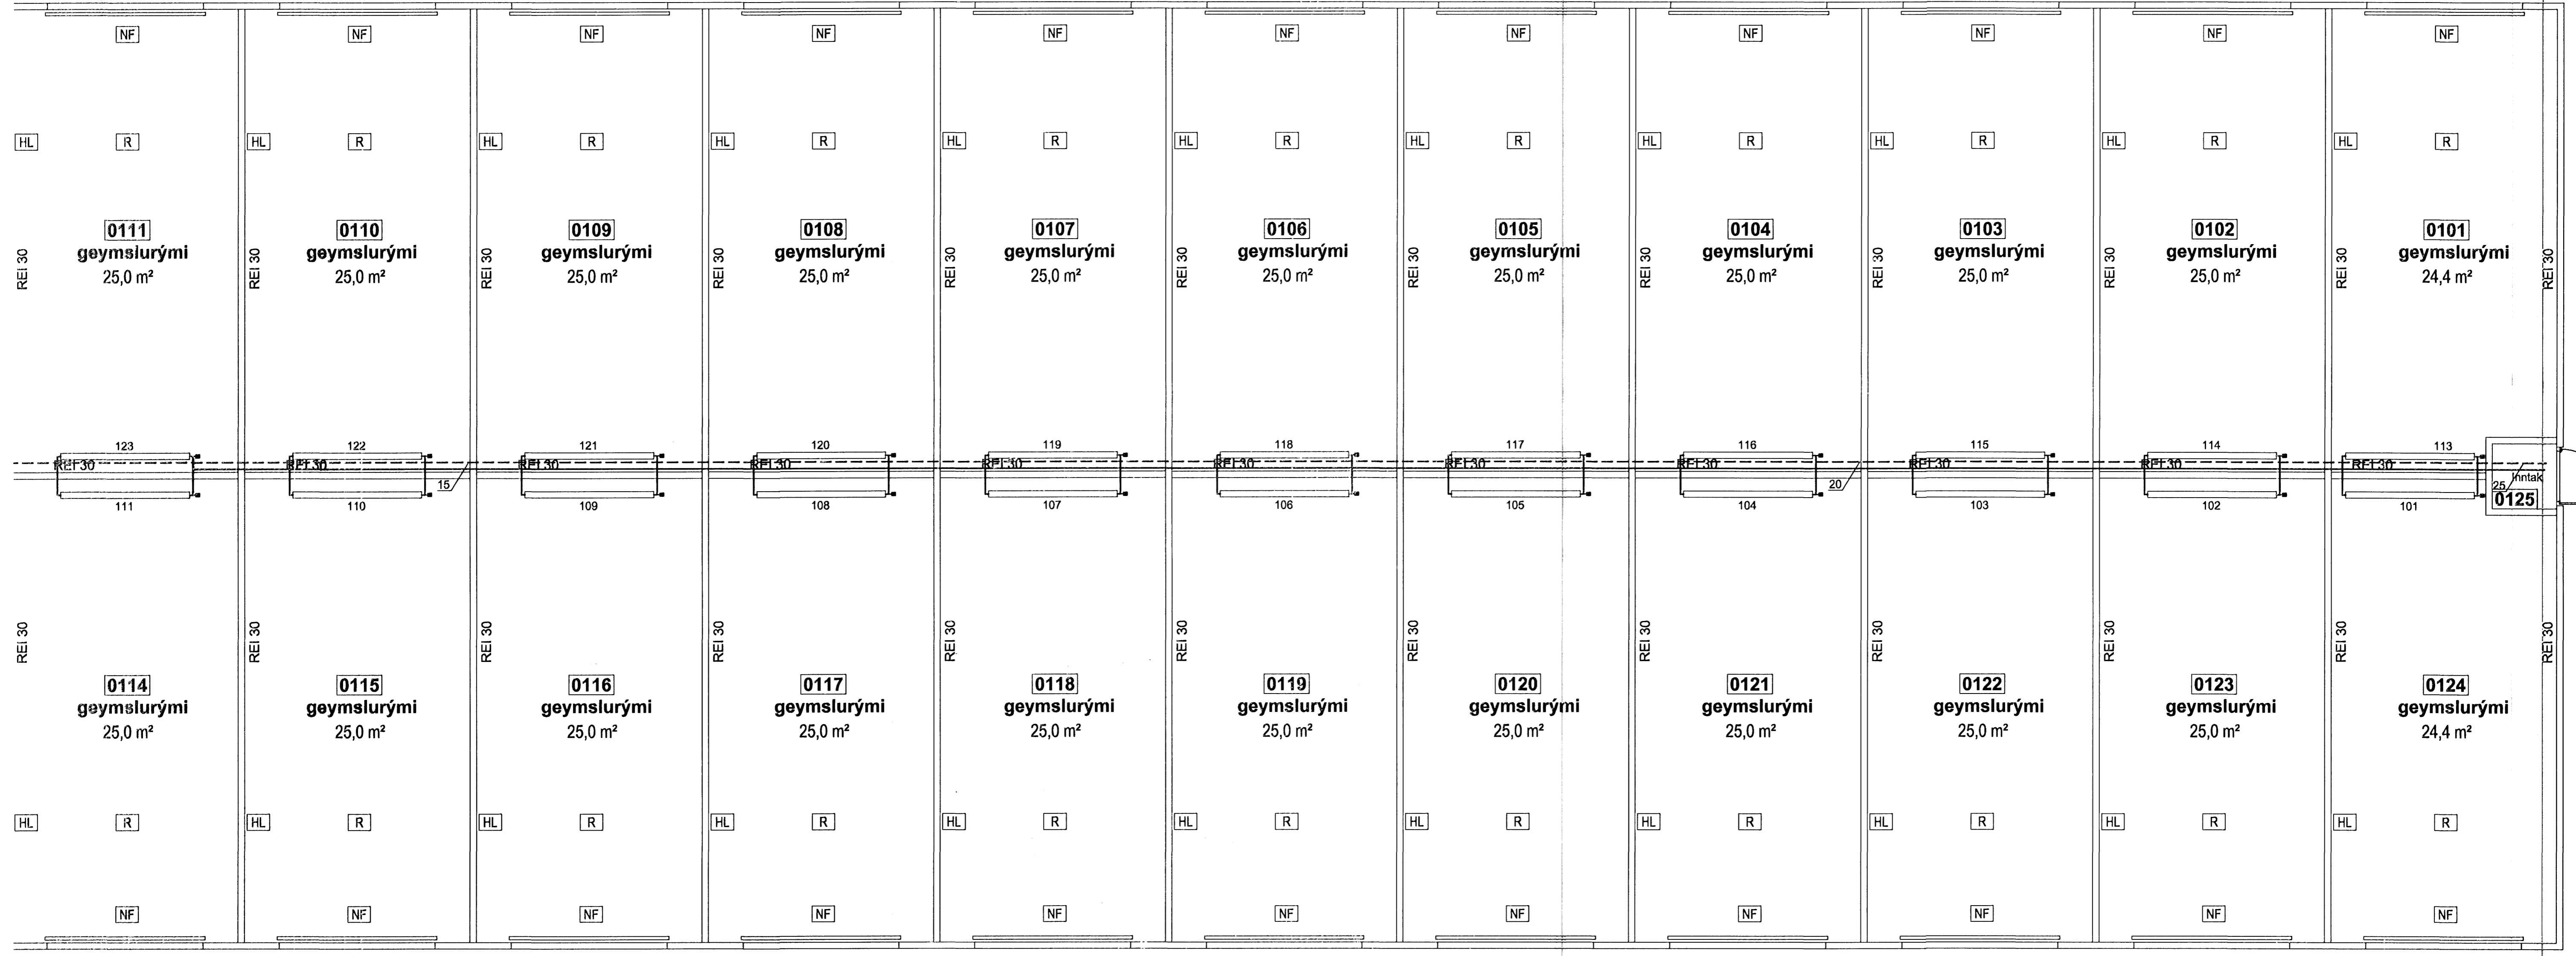 NF NF NF NF NF NF NF NF NF NF NF
HL R HL R HL R HL R HL R HL R HL R HL R HL R HL R HL R
0111 0110 0109 0108 0107 0106 0105 0104 0103 0102 0101
geymslurými geymslurými geymslurými geymslurými geymslurými geymslurými geymslurými geymslurými geymslurými geymslurými geymslurými
25,0 m² 25,0 m² 25,0 m² 25,0 m² 25,0 m² 25,0 m² 25,0 m² 25,0 m² 25,0 m² 25,0 m² 24,4 m²
REI 30 REI 30 REI 30 REI 30 REI 30 REI 30 REI 30 REI 30 REI 30 REI 30 REI 30 REI 30
123 122 121 120 119 118 117 116 115 114 113
REI 30 REI 30 REI 30 REI 30 REI 30 REI 30 REI 30 REI 30 REI 30 REI 30 REI 30
15 20 25 Inntak
0125
111 110 109 108 107 106 105 104 103 102 101
REI 30 REI 30 REI 30 REI 30 REI 30 REI 30 REI 30 REI 30 REI 30 REI 30 REI 30 REI 30
0114 0115 0116 0117 0118 0119 0120 0121 0122 0123 0124
geymslurými geymslurými geymslurými geymslurými geymslurými geymslurými geymslurými geymslurými geymslurými geymslurými geymslurými
25,0 m² 25,0 m² 25,0 m² 25,0 m² 25,0 m² 25,0 m² 25,0 m² 25,0 m² 25,0 m² 25,0 m² 24,4 m²
HL R HL R HL R HL R HL R HL R HL R HL R HL R HL R HL R
NF NF NF NF NF NF NF NF NF NF NF